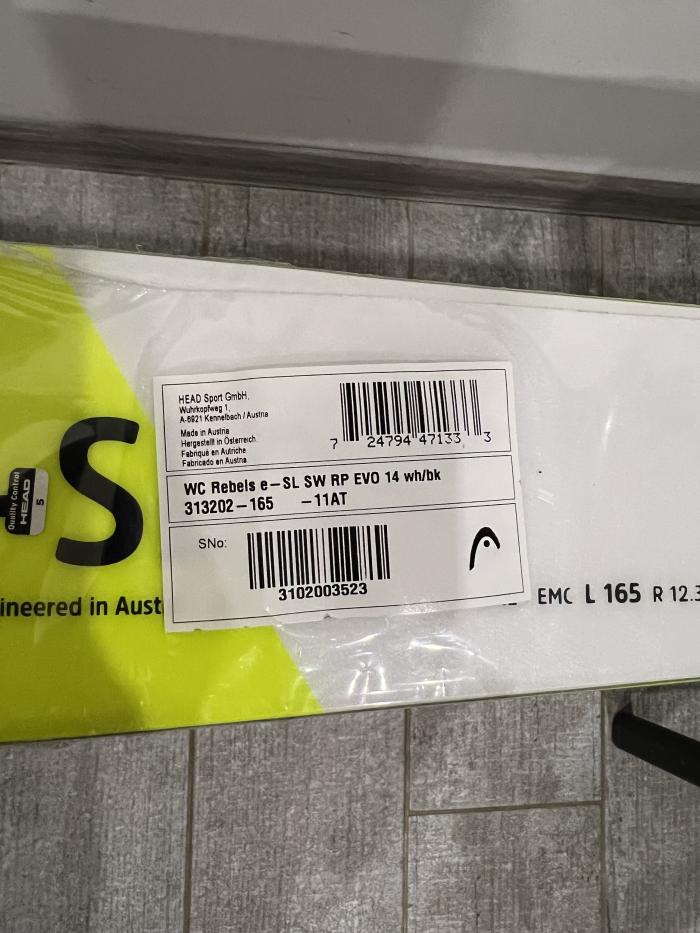 HEAD Sport GmbH,
Wuhrkopfweg 1,
A-6921 Kennelbach / Austria
Made in Austria
Hergestellt in Österreich
Fabriqué en Autriche
Fabricado en Austria
7 24794 47133 3
WC Rebels e-SL SW RP EVO 14 wh/bk
313202-165 -11AT
SNo:
3102003523
S
Quality Control
HEAD
5
ineered in Aust
EMC L 165 R 12.3